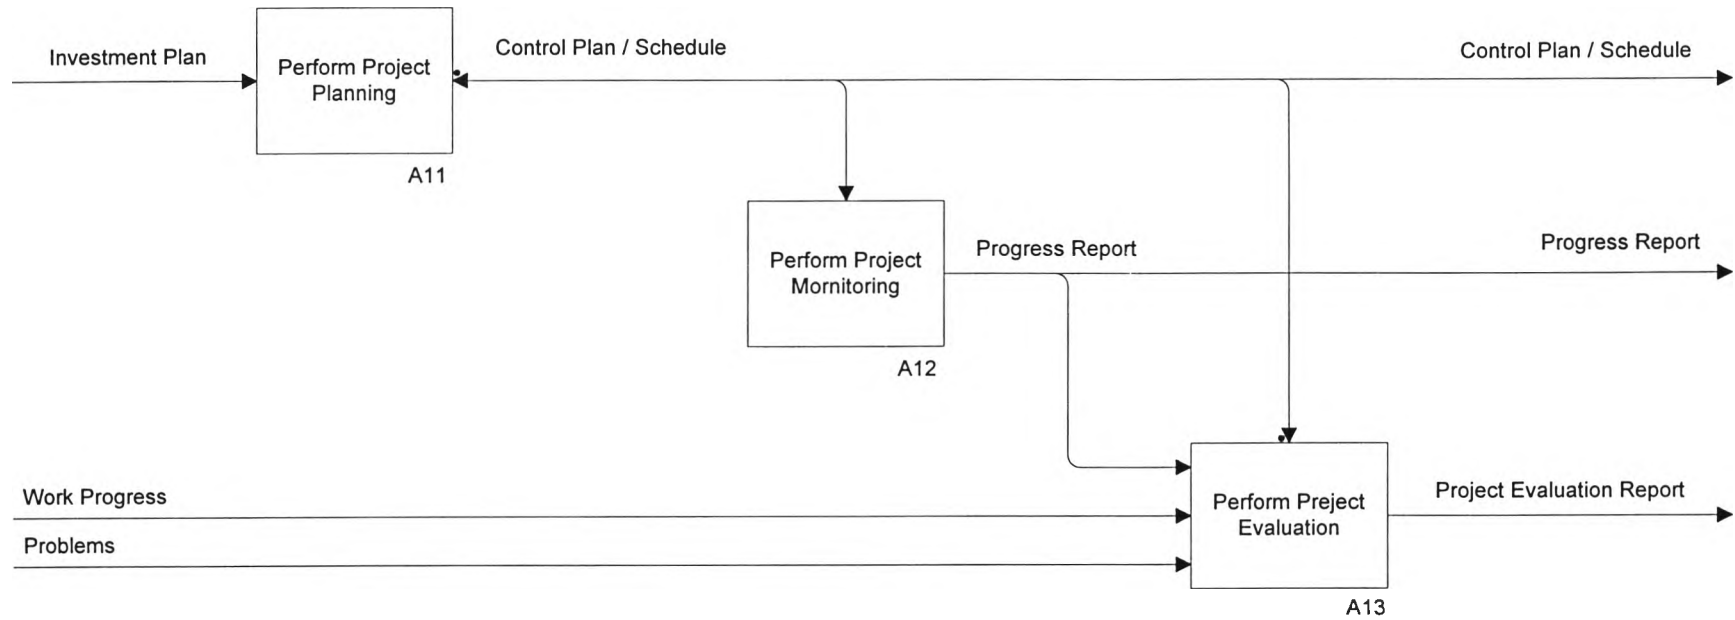 Investment Plan
Perform Project
Planning
A11
Control Plan / Schedule
Control Plan / Schedule
Perform Project
Mornitoring
A12
Progress Report
Progress Report
Work Progress
Problems
Perform Preject
Evaluation
A13
Project Evaluation Report